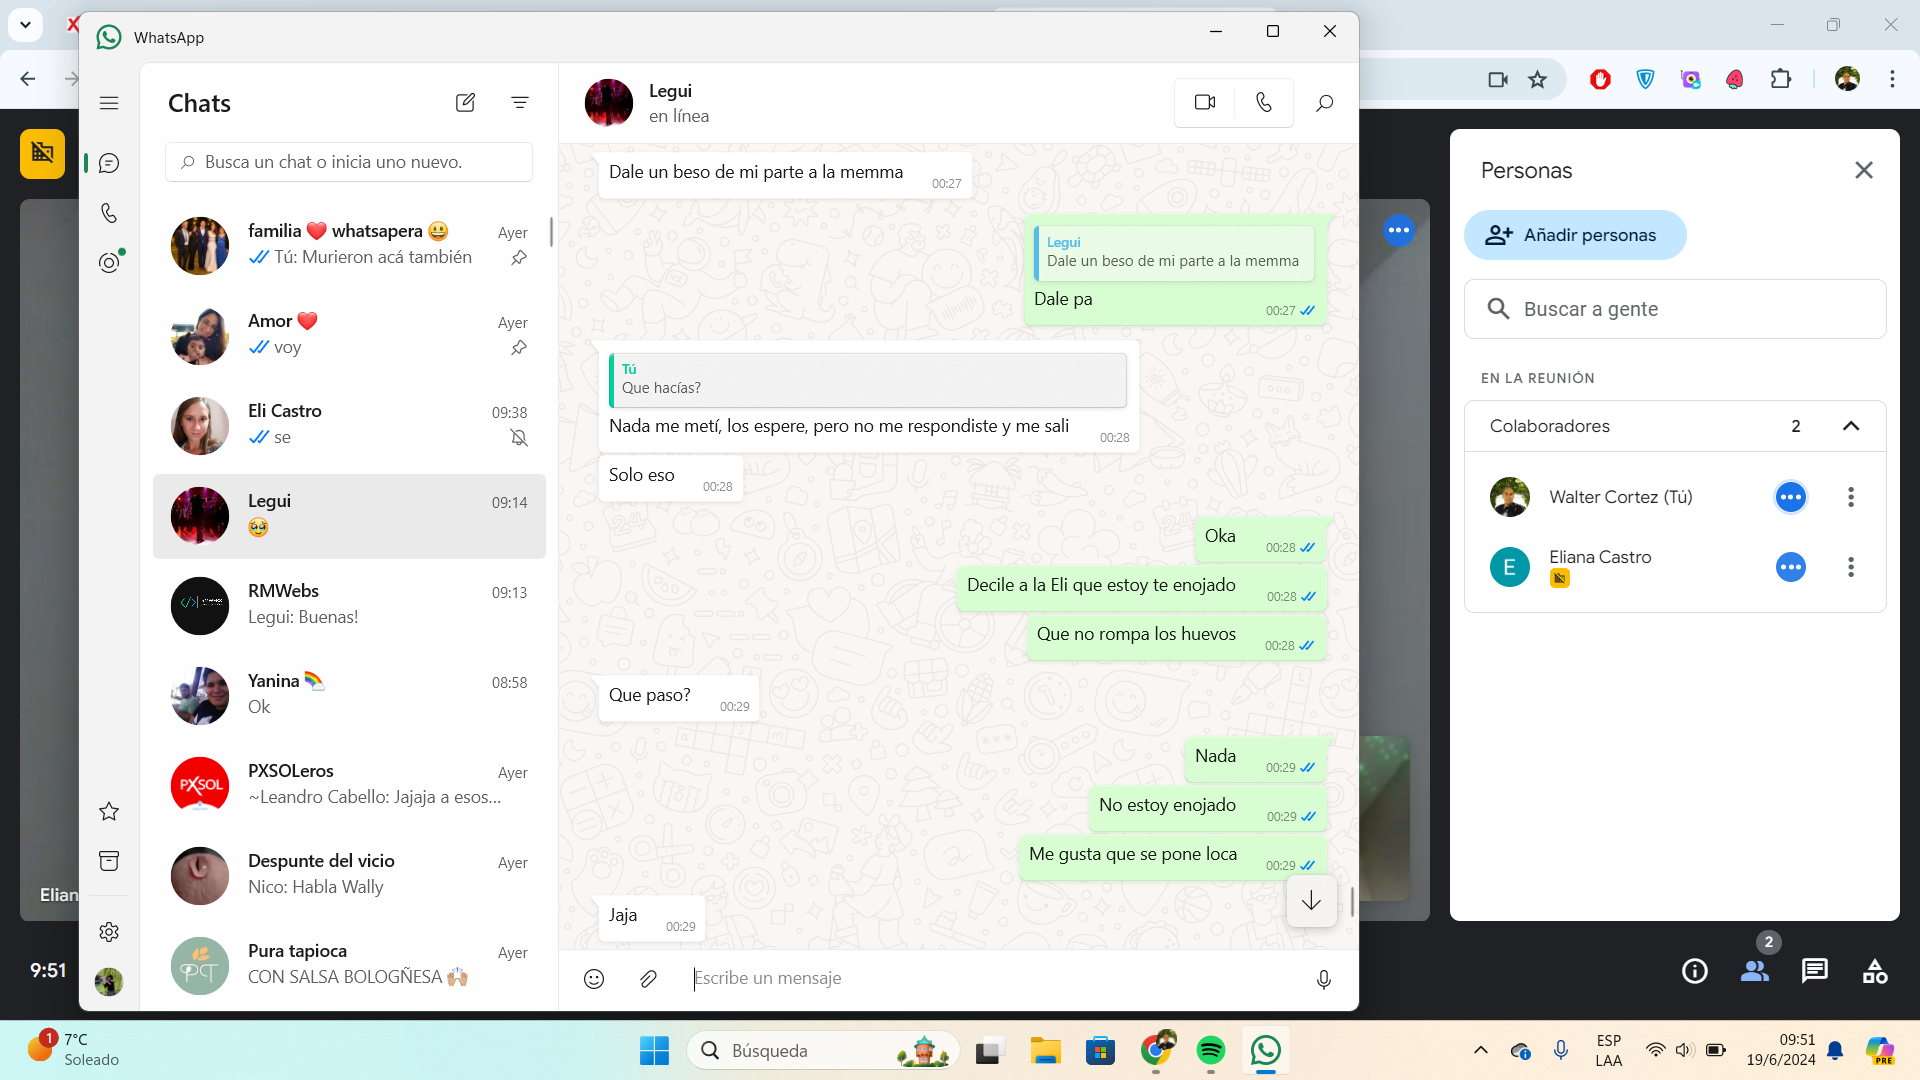 WhatsApp
Chats
Busca un chat o inicia uno nuevo.
familia ❤️ whatsapera 😃
Ayer
Tú: Murieron acá también
Amor ❤️
Ayer
voy
Eli Castro
09:38
se
Legui
09:14
🥹
RMWebs
09:13
Legui: Buenas!
Yanina
08:58
Ok
PXSOL
PXSOLeros
Ayer
~Leandro Cabello: Jajaja a esos...
Despunte del vicio
Ayer
Nico: Habla Wally
PCT
Pura tapioca
Ayer
CON SALSA BOLOGÑESA 🙌🏼
Legui
en línea
Dale un beso de mi parte a la memma
00:27
Legui
Dale un beso de mi parte a la memma
Dale pa
00:27
Tú
Que hacías?
Nada me metí, los espere, pero no me respondiste y me sali
00:28
Solo eso
00:28
Oka
00:28
Decile a la Eli que estoy te enojado
00:28
Que no rompa los huevos
00:28
Que paso?
00:29
Nada
00:29
No estoy enojado
00:29
Me gusta que se pone loca
00:29
Jaja
00:29
Escribe un mensaje
Personas
Añadir personas
Buscar a gente
EN LA REUNIÓN
Colaboradores
2
Walter Cortez (Tú)
E
Eliana Castro
Elian
9:51
2
1
7°C
Soleado
Búsqueda
ESP
LAA
09:51
19/6/2024
PRE